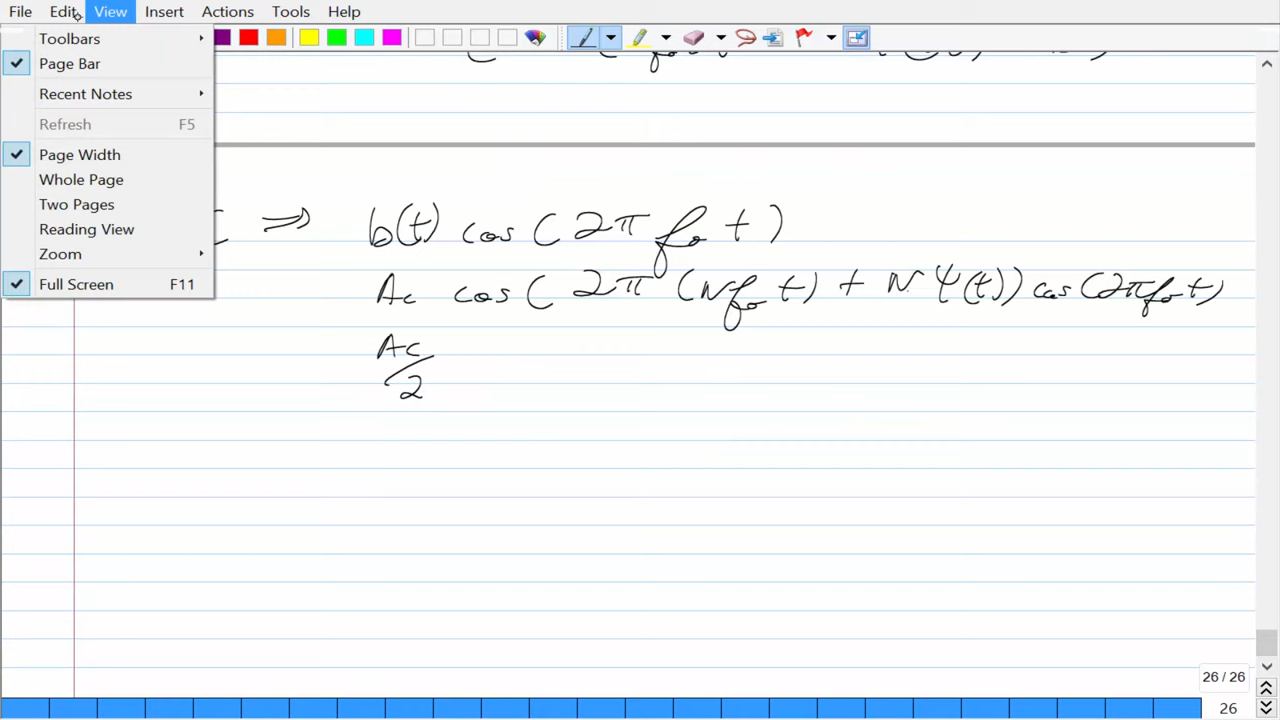 File Edit View Insert Actions Tools Help
Toolbars
Page Bar
Recent Notes
Refresh F5
Page Width
Whole Page
Two Pages
Reading View
Zoom
Full Screen F11
⇒ b(t) cos (2π f₀ t)
Ac cos (2π (N f₀ t) + N Ψ(t)) cos (2π f₀ t)
Ac/2
26 / 26
26